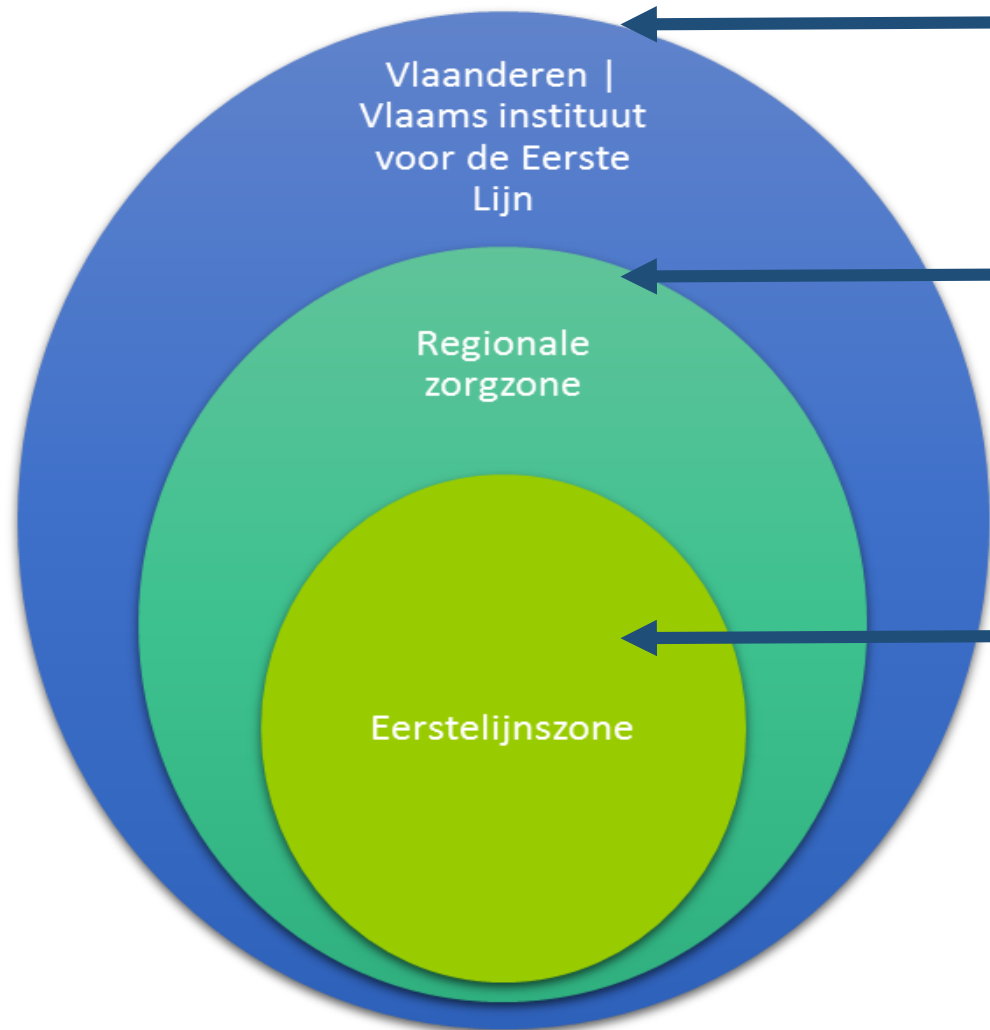 Vlaanderen |
Vlaams instituut
voor de Eerste
Lijn
Regionale
zorgzone
Eerstelijnszone